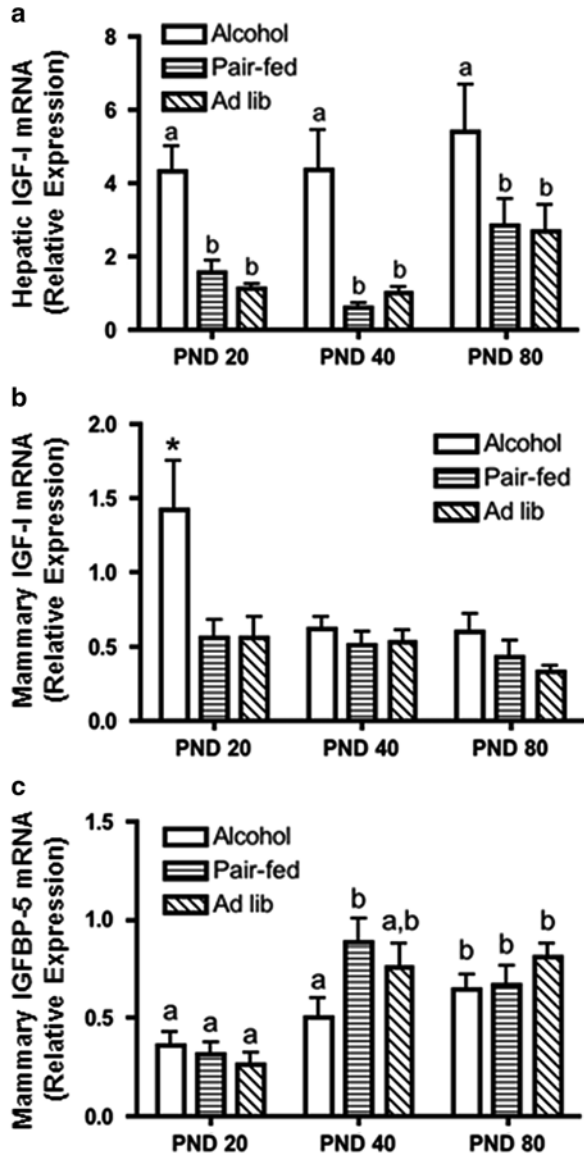 a
Hepatic IGF-I mRNA
(Relative Expression)
8
6
4
2
0
Alcohol
Pair-fed
Ad lib
a
b
b
a
b
b
a
b
b
PND 20
PND 40
PND 80
b
Mammary IGF-I mRNA
(Relative Expression)
2.0
1.5
1.0
0.5
0.0
*
Alcohol
Pair-fed
Ad lib
PND 20
PND 40
PND 80
c
Mammary IGFBP-5 mRNA
(Relative Expression)
1.5
1.0
0.5
0.0
Alcohol
Pair-fed
Ad lib
a
a
a
a
b
a,b
b
b
b
PND 20
PND 40
PND 80